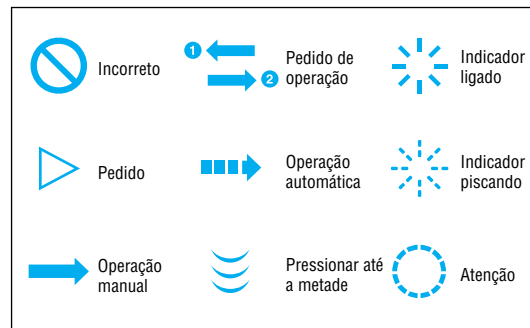 Incorreto
1
2
Pedido de
operação
Indicador
ligado
Pedido
Operação
automática
Indicador
piscando
Operação
manual
Pressionar até
a metade
Atenção